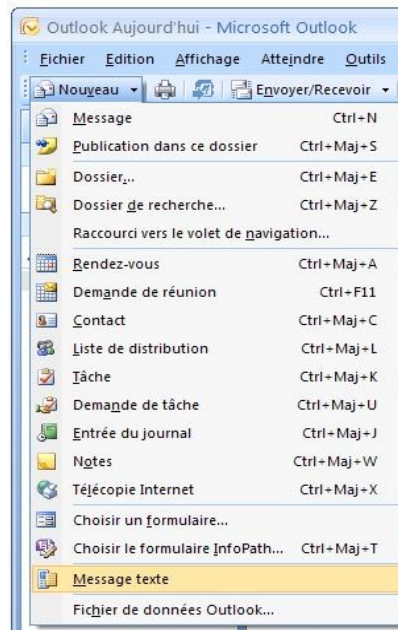 Outlook Aujourd'hui - Microsoft Outlook
Fichier Edition Affichage Atteindre Outils
Nouveau Envoyer/Recevoir
Message Ctrl+N
Publication dans ce dossier Ctrl+Maj+S
Dossier... Ctrl+Maj+E
Dossier de recherche... Ctrl+Maj+Z
Raccourci vers le volet de navigation...
Rendez-vous Ctrl+Maj+A
Demande de réunion Ctrl+F11
Contact Ctrl+Maj+C
Liste de distribution Ctrl+Maj+L
Tâche Ctrl+Maj+K
Demande de tâche Ctrl+Maj+U
Entrée du journal Ctrl+Maj+J
Notes Ctrl+Maj+W
Télécopie Internet Ctrl+Maj+X
Choisir un formulaire...
Choisir le formulaire InfoPath... Ctrl+Maj+T
Message texte
Fichier de données Outlook...